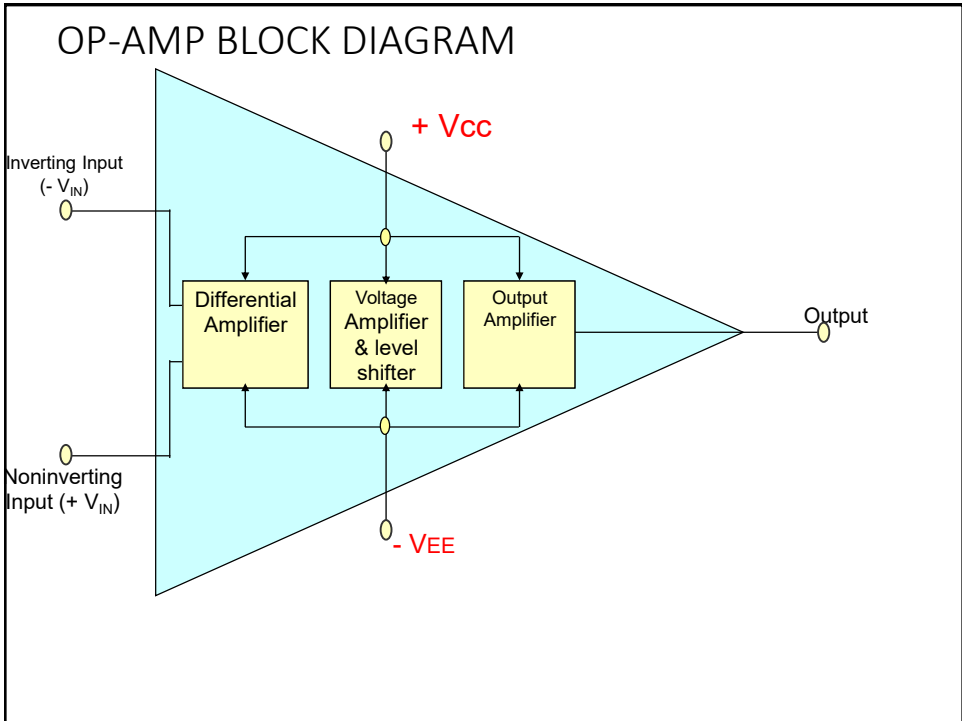 OP-AMP BLOCK DIAGRAM
+ Vcc
Inverting Input
(- VIN)
Differential
Amplifier
Voltage
Amplifier
& level
shifter
Output
Amplifier
Output
Noninverting
Input (+ VIN)
- VEE